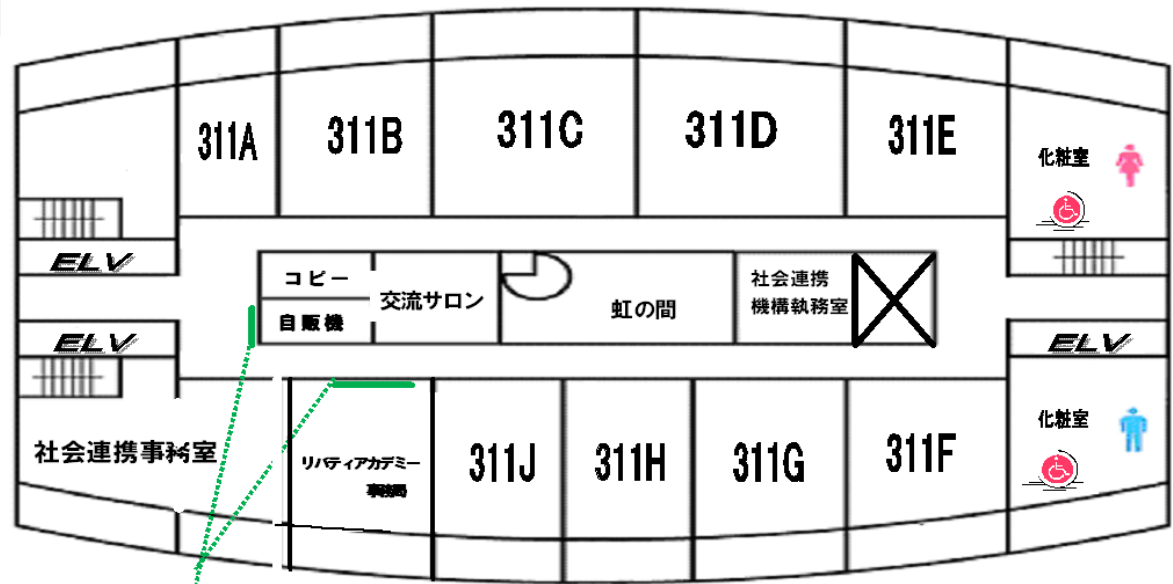 311A
311B
311C
311D
311E
化粧室
ELV
コピー
自販機
交流サロン
虹の間
社会連携
機構執務室
ELV
ELV
社会連携事務室
リバティアカデミー
事務局
311J
311H
311G
311F
化粧室